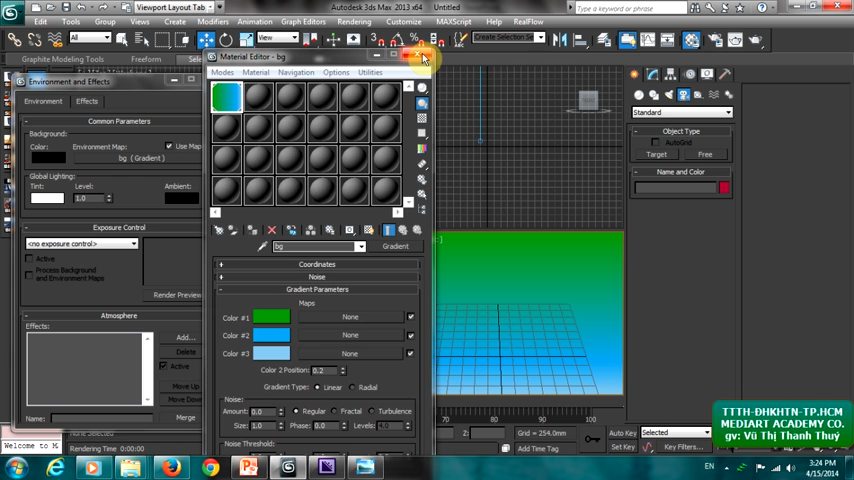 Viewport Layout Tab
Autodesk 3ds Max 2013 x64
Untitled
Type a keyword or phrase
Edit Tools Group Views Create Modifiers Animation Graph Editors Rendering Customize MAXScript Help RealFlow
All
View
Create Selection Se
Graphite Modeling Tools Freeform
Environment and Effects
Environment Effects
Common Parameters
Background:
Color: Environment Map: Use Map
bg ( Gradient )
Global Lighting:
Tint: Level: Ambient:
1.0
Exposure Control
<no exposure control>
Active
Process Background
and Environment Maps
Render Preview
Atmosphere
Effects:
Add...
Delete
Active
Move Up
Move Down
Name: Merge
Material Editor - bg
Modes Material Navigation Options Utilities
bg Gradient
Coordinates
Noise
Gradient Parameters
Maps
Color #1 None
Color #2 None
Color #3 None
Color 2 Position: 0.2
Gradient Type: Linear Radial
Noise:
Amount: 0.0 Regular Fractal Turbulence
Size: 1.0 Phase: 0.0 Levels: 4.0
Noise Threshold:
Standard
Object Type
AutoGrid
Target Free
Name and Color
70 80 90 100
Z: Grid = 254.0mm
Add Time Tag
Auto Key Selected
Set Key Key Filters...
Welcome to M
Rendering Time 0:00:00
TTTH-ĐHKHTN-TP.HCM
MEDIART ACADEMY CO.
gv: Vũ Thị Thanh Thuý
EN
3:24 PM
4/15/2014